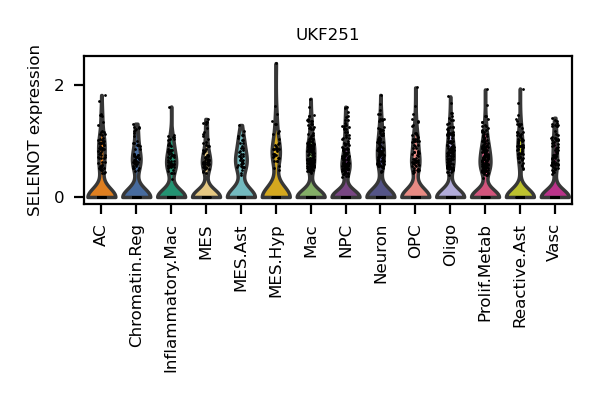 UKF251
SELENOT expression
2
0
AC
Chromatin.Reg
Inflammatory.Mac
MES
MES.Ast
MES.Hyp
Mac
NPC
Neuron
OPC
Oligo
Prolif.Metab
Reactive.Ast
Vasc